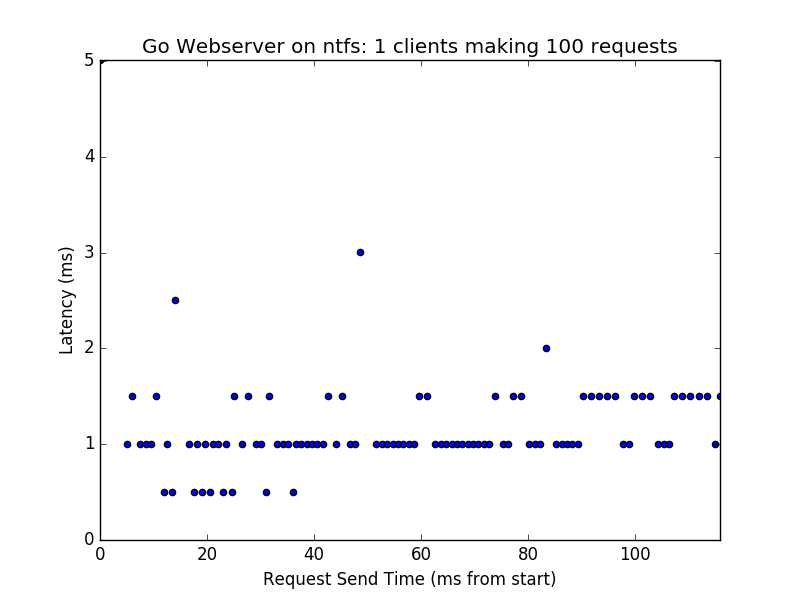 Go Webserver on ntfs: 1 clients making 100 requests
5
4
3
2
1
0
Latency (ms)
0 20 40 60 80 100
Request Send Time (ms from start)